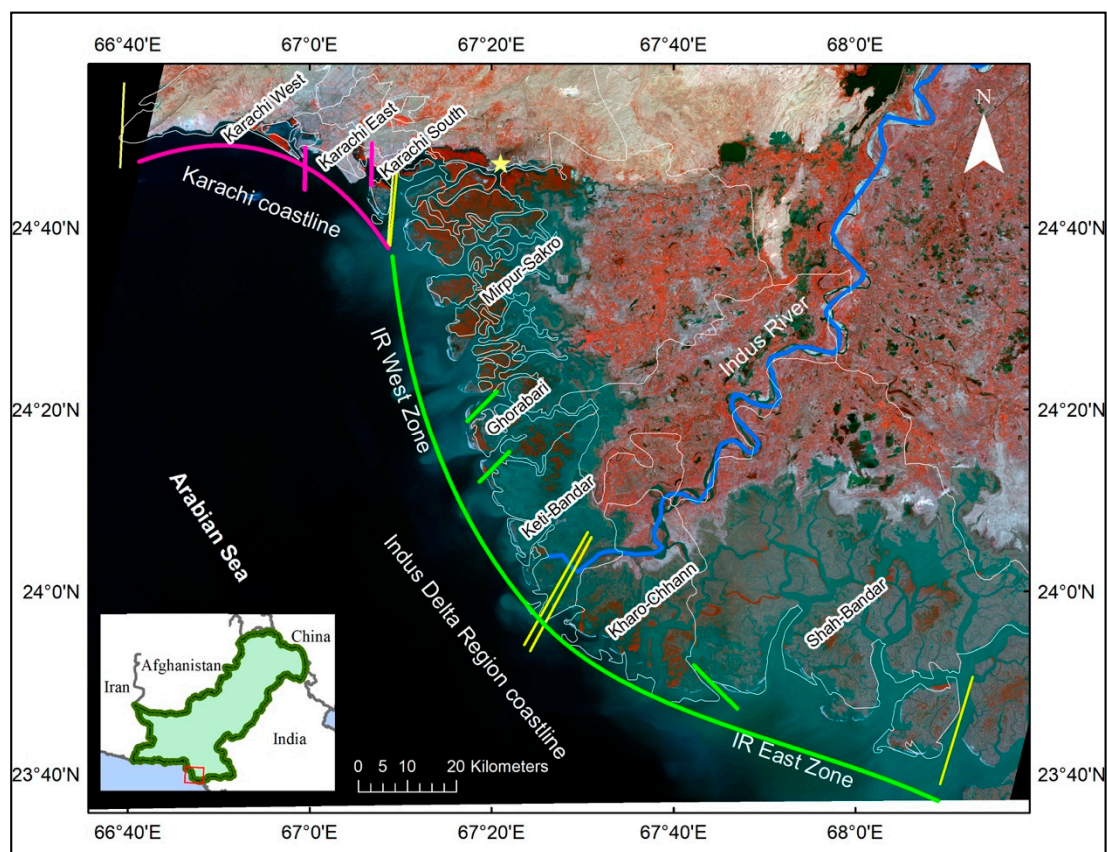 66°40'E 67°0'E 67°20'E 67°40'E 68°0'E
N
Karachi West
Karachi East
Karachi South
Karachi coastline
24°40'N 24°40'N
Mirpur-Sakro
Indus River
IR West Zone
24°20'N 24°20'N
Ghorabari
Arabian Sea
Keti-Bandar
Indus Delta Region coastline
24°0'N 24°0'N
Kharo-Chhann
Shah-Bandar
China
Afghanistan
Iran
India
IR East Zone
0 5 10 20 Kilometers
23°40'N 23°40'N
66°40'E 67°0'E 67°20'E 67°40'E 68°0'E